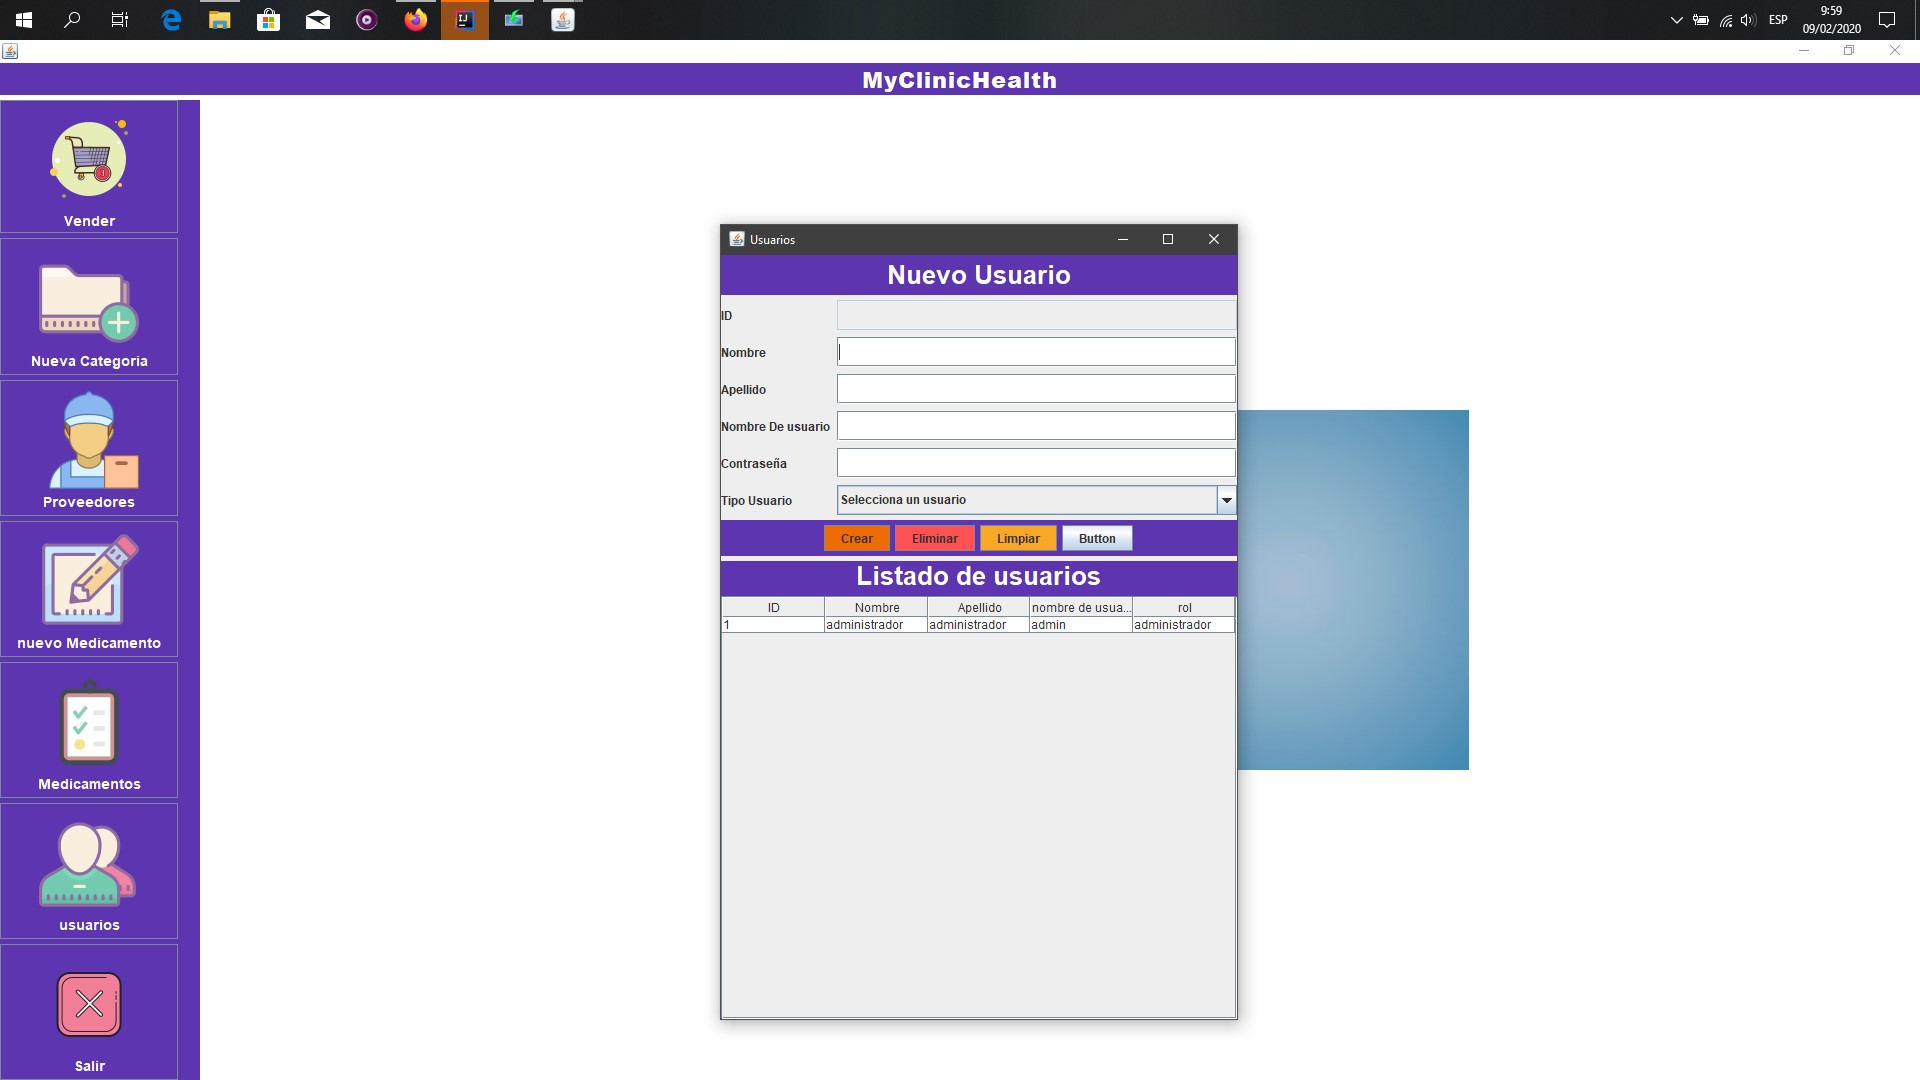 ESP
9:59
09/02/2020
MyClinicHealth
Vender
Nueva Categoria
Proveedores
nuevo Medicamento
Medicamentos
usuarios
Salir
Usuarios
Nuevo Usuario
ID
Nombre
Apellido
Nombre De usuario
Contraseña
Tipo Usuario Selecciona un usuario
Crear Eliminar Limpiar Button
Listado de usuarios
ID Nombre Apellido nombre de usua... rol
1 administrador administrador admin administrador